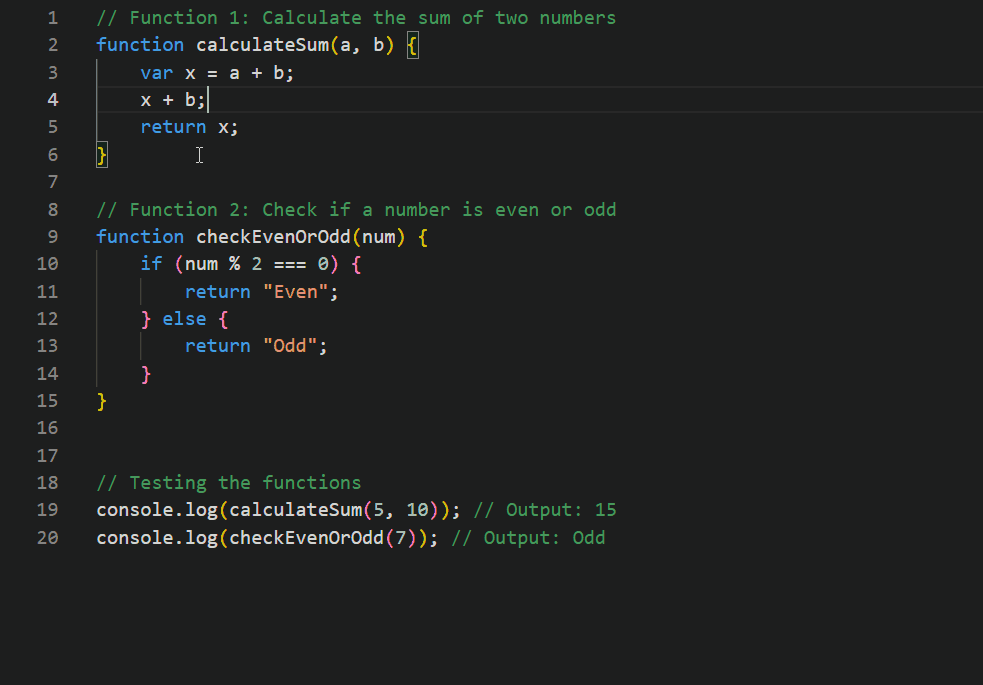 1 // Function 1: Calculate the sum of two numbers
2 function calculateSum(a, b) {
3     var x = a + b;
4     x + b;
5     return x;
6 }
7
8 // Function 2: Check if a number is even or odd
9 function checkEvenOrOdd(num) {
10     if (num % 2 === 0) {
11         return "Even";
12     } else {
13         return "Odd";
14     }
15 }
16
17
18 // Testing the functions
19 console.log(calculateSum(5, 10)); // Output: 15
20 console.log(checkEvenOrOdd(7)); // Output: Odd